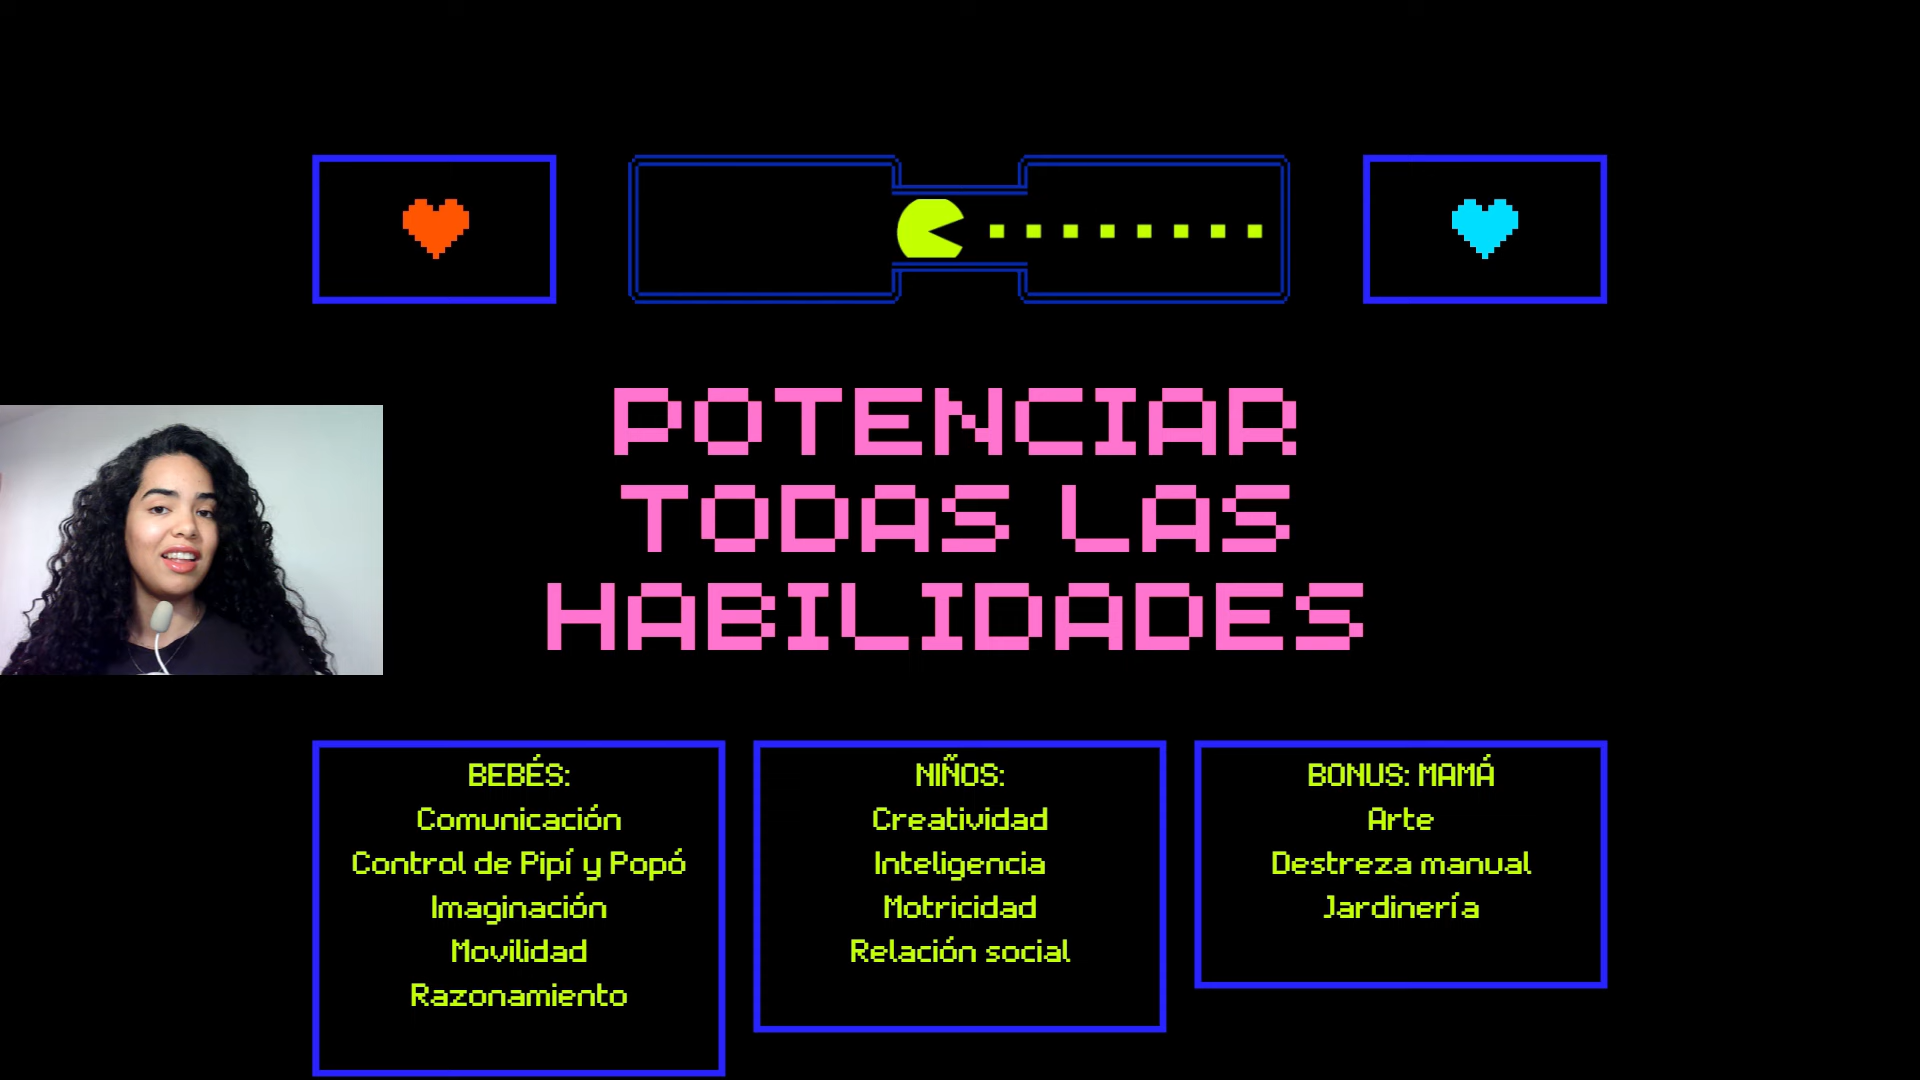 POTENCIAR
TODAS LAS
HABILIDADES
BEBÉS:
Comunicación
Control de Pipí y Popó
Imaginación
Movilidad
Razonamiento
NIÑOS:
Creatividad
Inteligencia
Motricidad
Relación social
BONUS: MAMÁ
Arte
Destreza manual
Jardinería